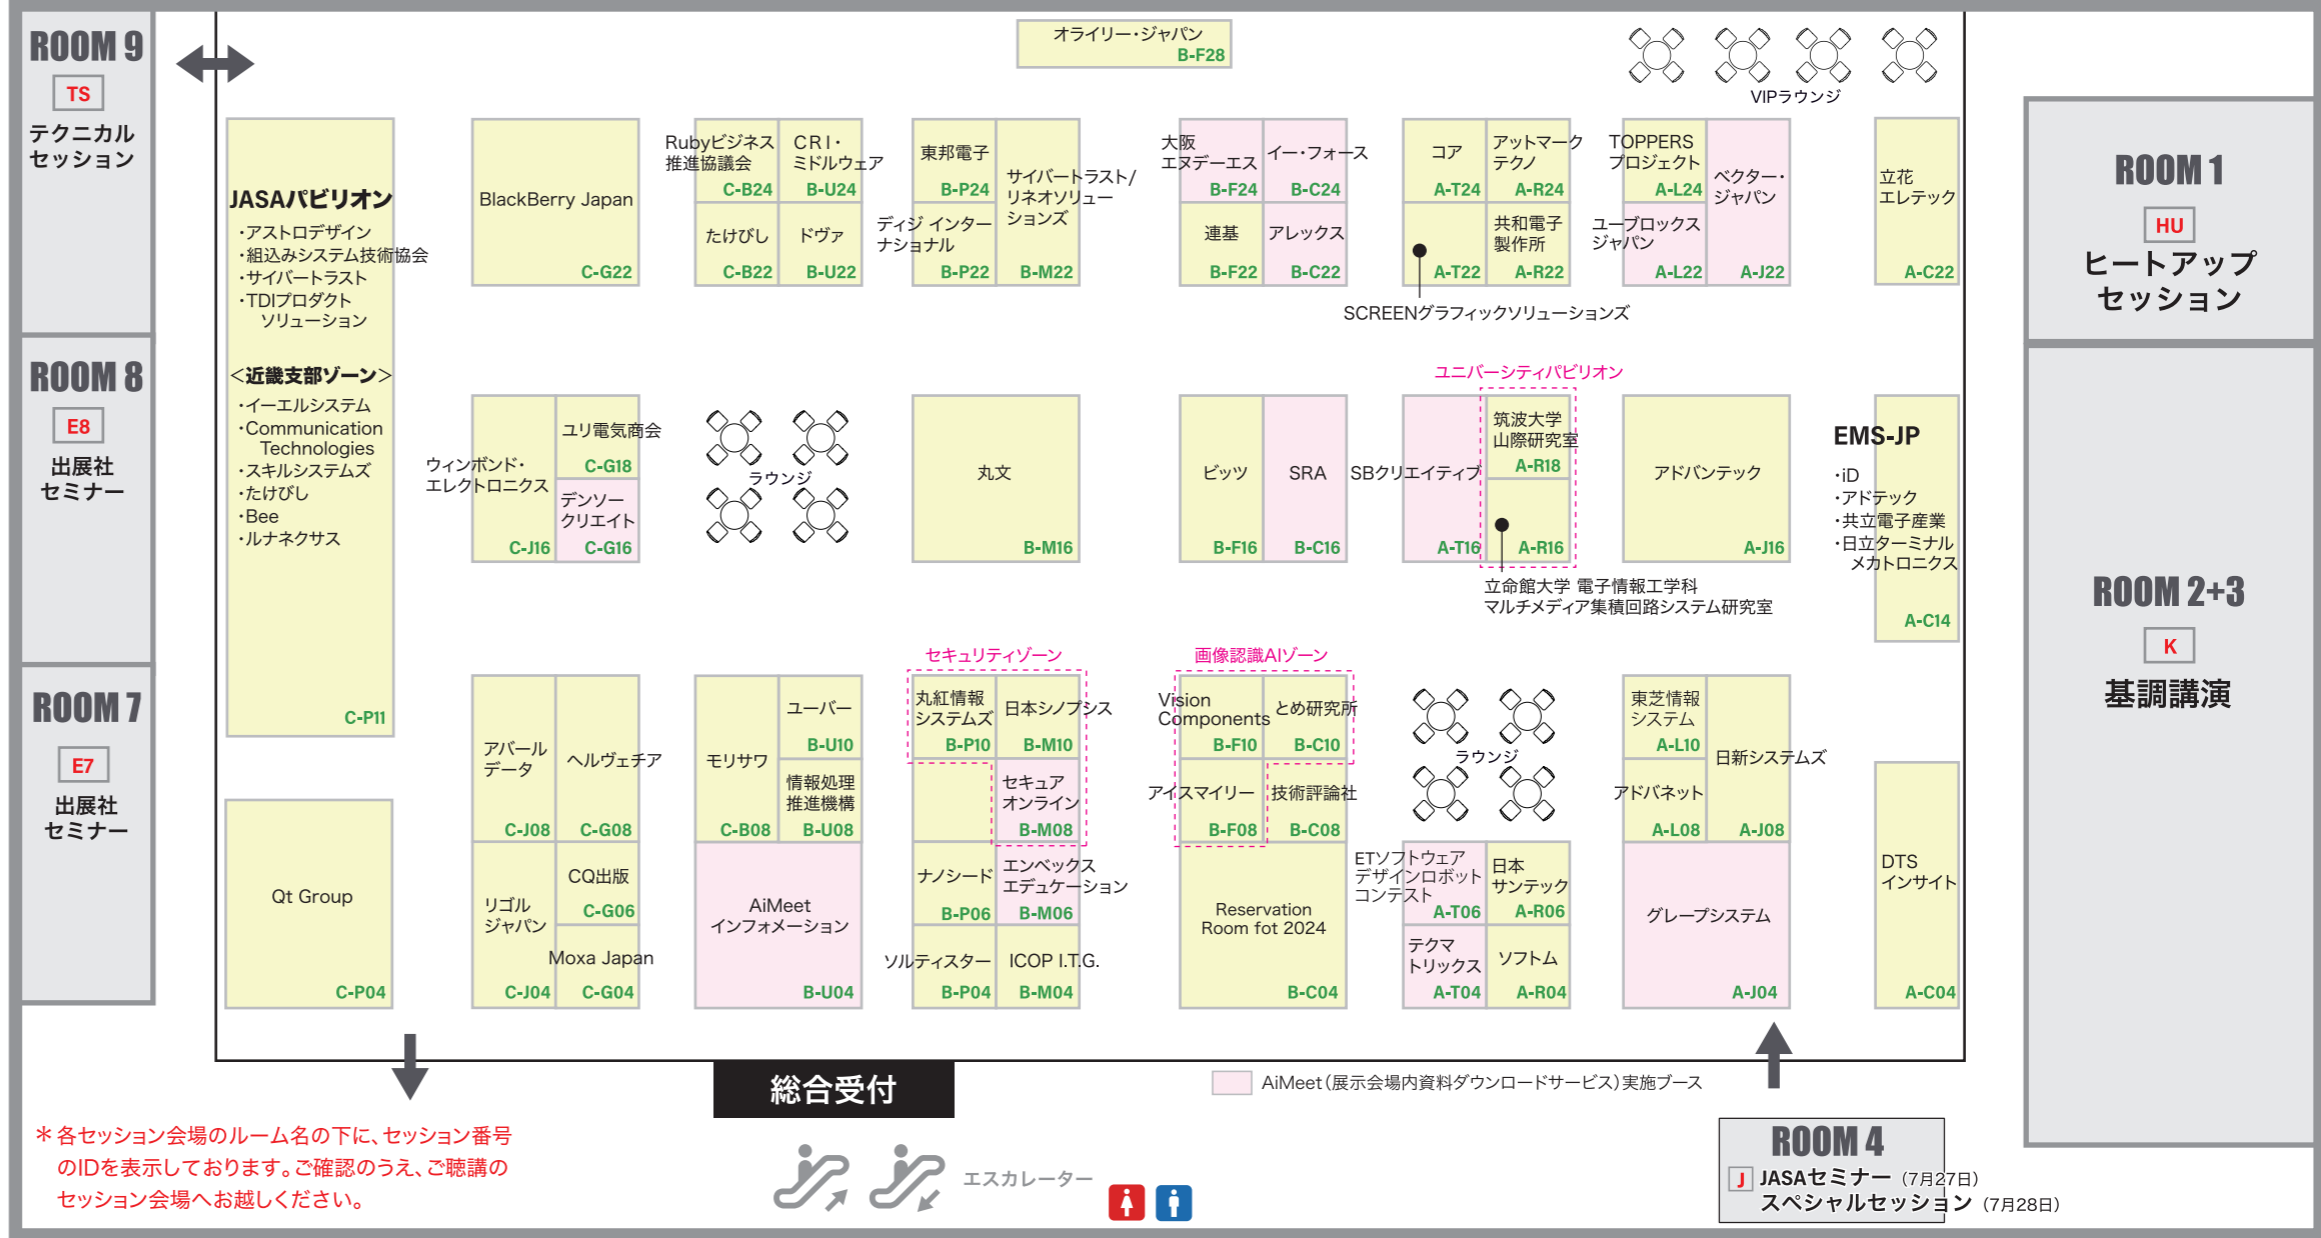 ROOM 9
TS
テクニカル
セッション
ROOM 8
E8
出展社
セミナー
ROOM 7
E7
出展社
セミナー
オライリー・ジャパン
B-F28
VIPラウンジ
JASAパビリオン
・アストロデザイン
・組込みシステム技術協会
・サイバートラスト
・TDIプロダクト
ソリューション
＜近畿支部ゾーン＞
・イーエルシステム
・Communication
Technologies
・スキルシステムズ
・たけびし
・Bee
・ルナネクサス
C-P11
BlackBerry Japan
C-G22
Rubyビジネス
推進協議会
C-B24
CRI・
ミドルウェア
B-U24
たけびし
C-B22
ドヴァ
B-U22
東邦電子
B-P24
サイバートラスト/
リネオソリュー
ションズ
B-M22
ディジ インター
ナショナル
B-P22
大阪
エヌデーエス
B-F24
イー・フォース
B-C24
連基
B-F22
アレックス
B-C22
コア
A-T24
アットマーク
テクノ
A-R24
A-T22
SCREENグラフィックソリューションズ
共和電子
製作所
A-R22
TOPPERS
プロジェクト
A-L24
ベクター・
ジャパン
A-J22
ユーブロックス
ジャパン
A-L22
立花
エレテック
A-C22
ウィンボンド・
エレクトロニクス
C-J16
ユリ電気商会
C-G18
デンソー
クリエイト
C-G16
ラウンジ
丸文
B-M16
ビッツ
B-F16
SRA
B-C16
SBクリエイティブ
A-T16
ユニバーシティパビリオン
筑波大学
山際研究室
A-R18
A-R16
立命館大学 電子情報工学科
マルチメディア集積回路システム研究室
アドバンテック
A-J16
EMS-JP
・iD
・アドテック
・共立電子産業
・日立ターミナル
メカトロニクス
A-C14
Qt Group
C-P04
アバール
データ
C-J08
ヘルヴェチア
C-G08
リゴル
ジャパン
C-J04
CQ出版
C-G06
Moxa Japan
C-G04
モリサワ
C-B08
ユーバー
B-U10
情報処理
推進機構
B-U08
AiMeet
インフォメーション
B-U04
セキュリティゾーン
丸紅情報
システムズ
B-P10
日本シノプシス
B-M10
セキュア
オンライン
B-M08
ナノシード
B-P06
エンベックス
エデュケーション
B-M06
ソルティスター
B-P04
ICOP I.T.G.
B-M04
画像認識AIゾーン
Vision
Components
B-F10
とめ研究所
B-C10
アイスマイリー
B-F08
技術評論社
B-C08
Reservation
Room fot 2024
B-C04
ラウンジ
ETソフトウェア
デザインロボット
コンテスト
A-T06
日本
サンテック
A-R06
テクマ
トリックス
A-T04
ソフトム
A-R04
東芝情報
システム
A-L10
日新システムズ
A-J08
アドバネット
A-L08
グレープシステム
A-J04
DTS
インサイト
A-C04
ROOM 1
HU
ヒートアップ
セッション
ROOM 2+3
K
基調講演
総合受付
AiMeet（展示会場内資料ダウンロードサービス）実施ブース
＊各セッション会場のルーム名の下に、セッション番号
のIDを表示しております。ご確認のうえ、ご聴講の
セッション会場へお越しください。
エスカレーター
ROOM 4
J
JASAセミナー（7月27日）
スペシャルセッション（7月28日）